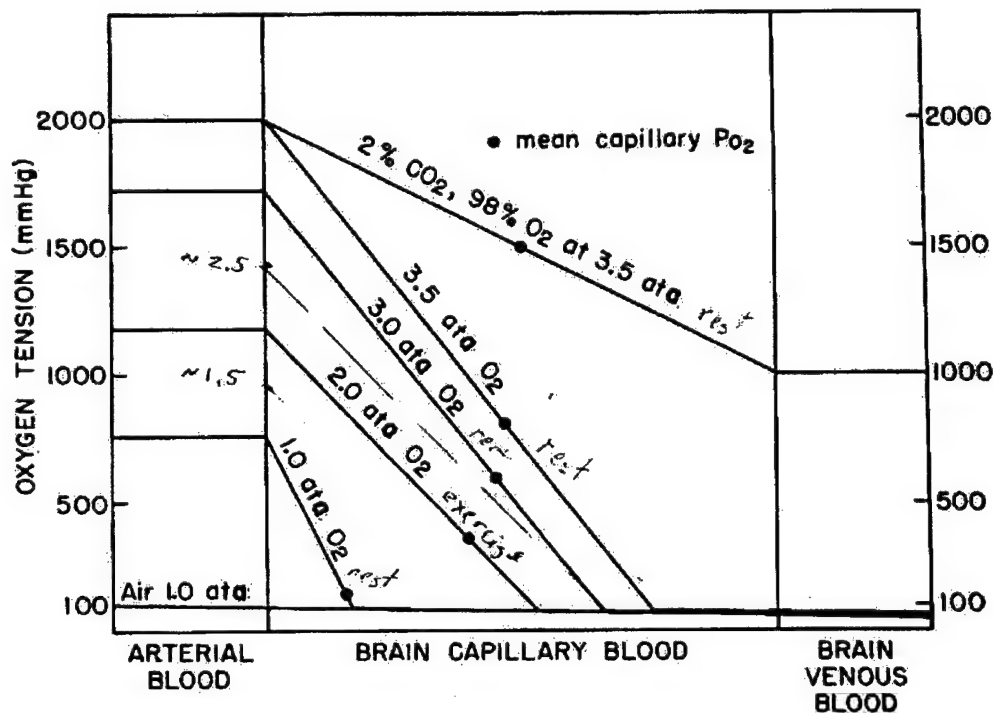 OXYGEN TENSION (mmHg)
2000
1500
1000
500
100
~ 2.5
~ 1.5
Air 1.0 ata
• mean capillary Po2
2% CO2, 98% O2 at 3.5 ata rest
3.5 ata O2 rest
3.0 ata O2 rest
2.0 ata O2 exercise
1.0 ata O2 rest
2000
1500
1000
500
100
ARTERIAL
BLOOD
BRAIN CAPILLARY BLOOD
BRAIN
VENOUS
BLOOD